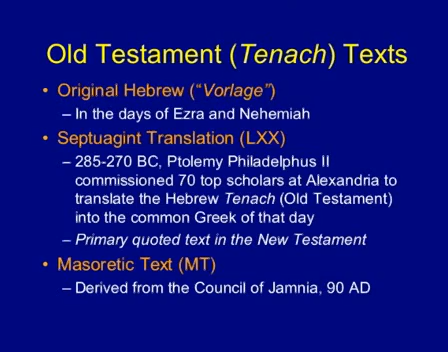 Old Testament (Tenach) Texts
• Original Hebrew (“Vorlage”)
– In the days of Ezra and Nehemiah
• Septuagint Translation (LXX)
– 285-270 BC, Ptolemy Philadelphus II
commissioned 70 top scholars at Alexandria to
translate the Hebrew Tenach (Old Testament)
into the common Greek of that day
– Primary quoted text in the New Testament
• Masoretic Text (MT)
– Derived from the Council of Jamnia, 90 AD